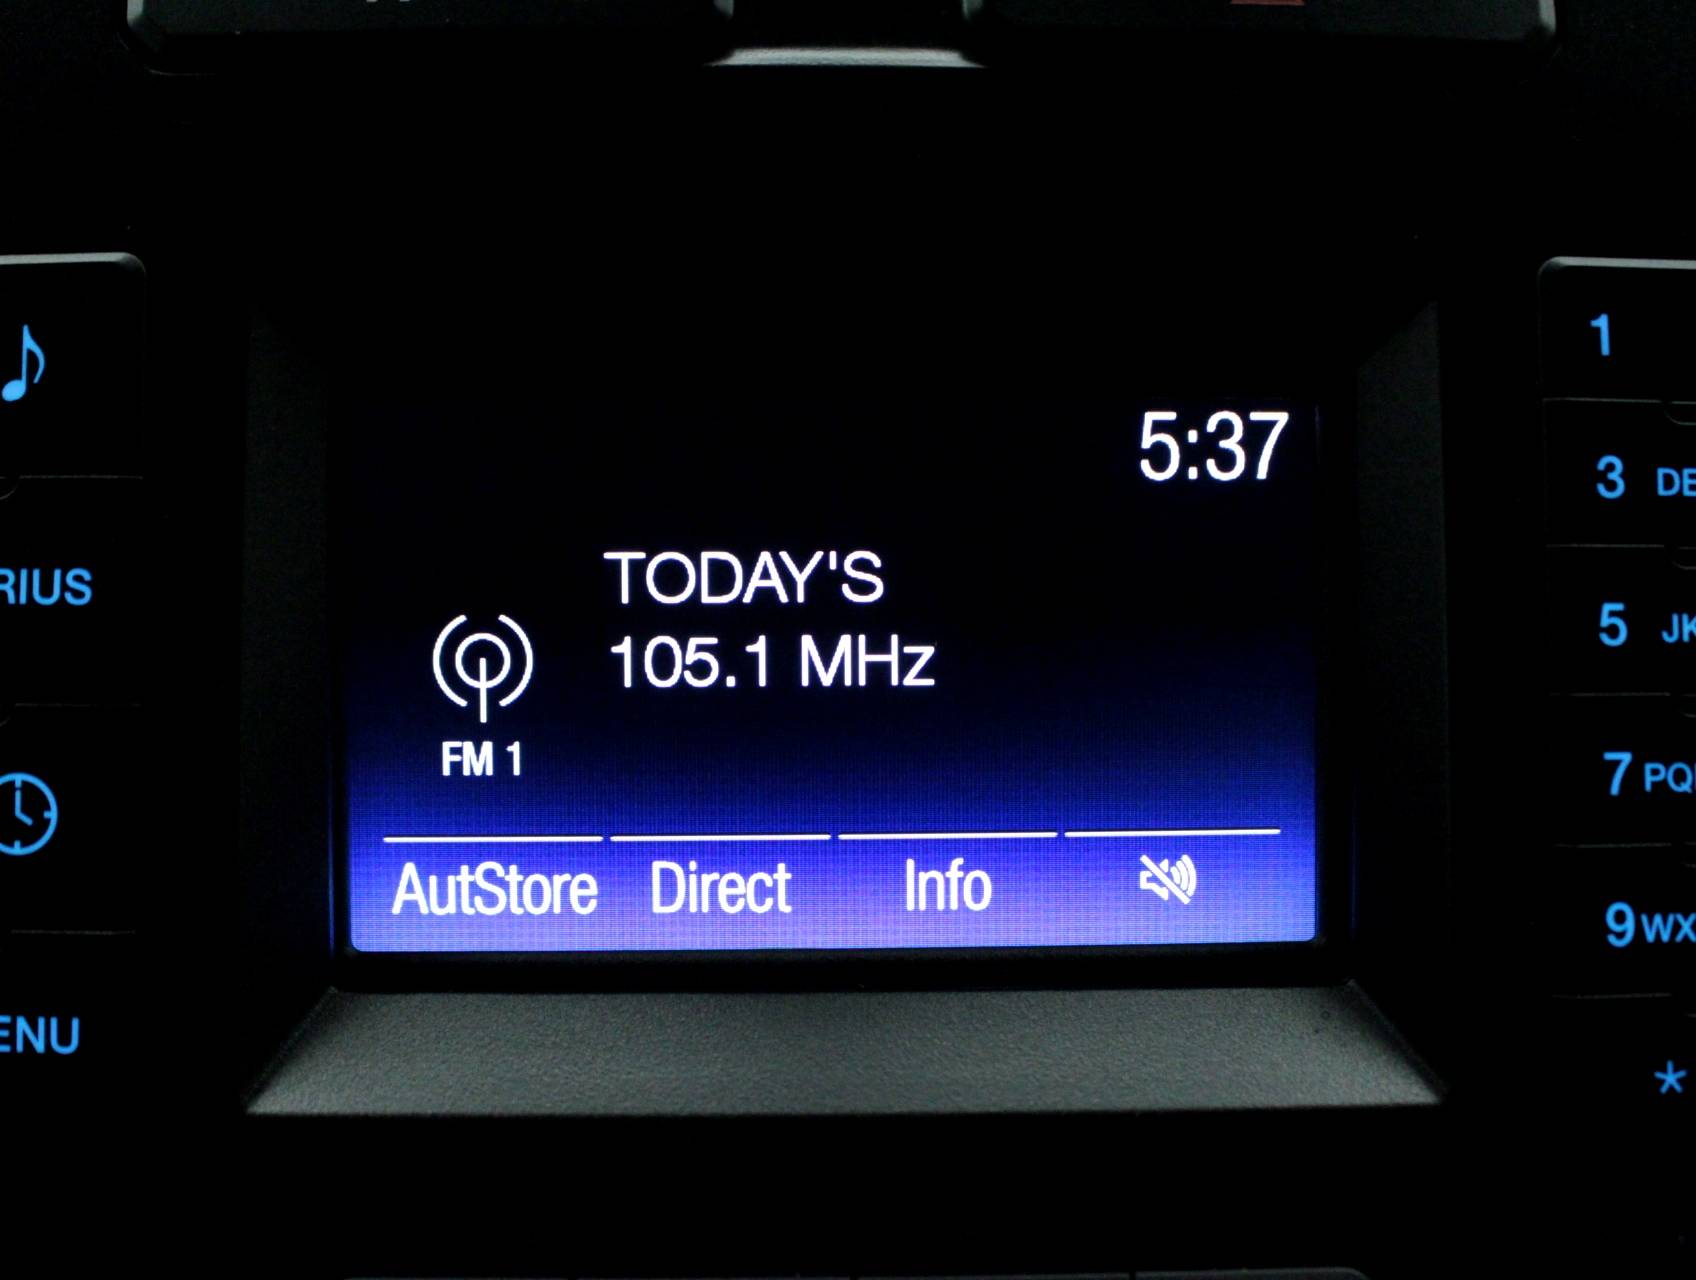 5:37
TODAY'S
105.1 MHz
FM 1
AutStore Direct Info
RIUS
ENU
1
3 DE
5 JK
7 PQ
9 WX
*